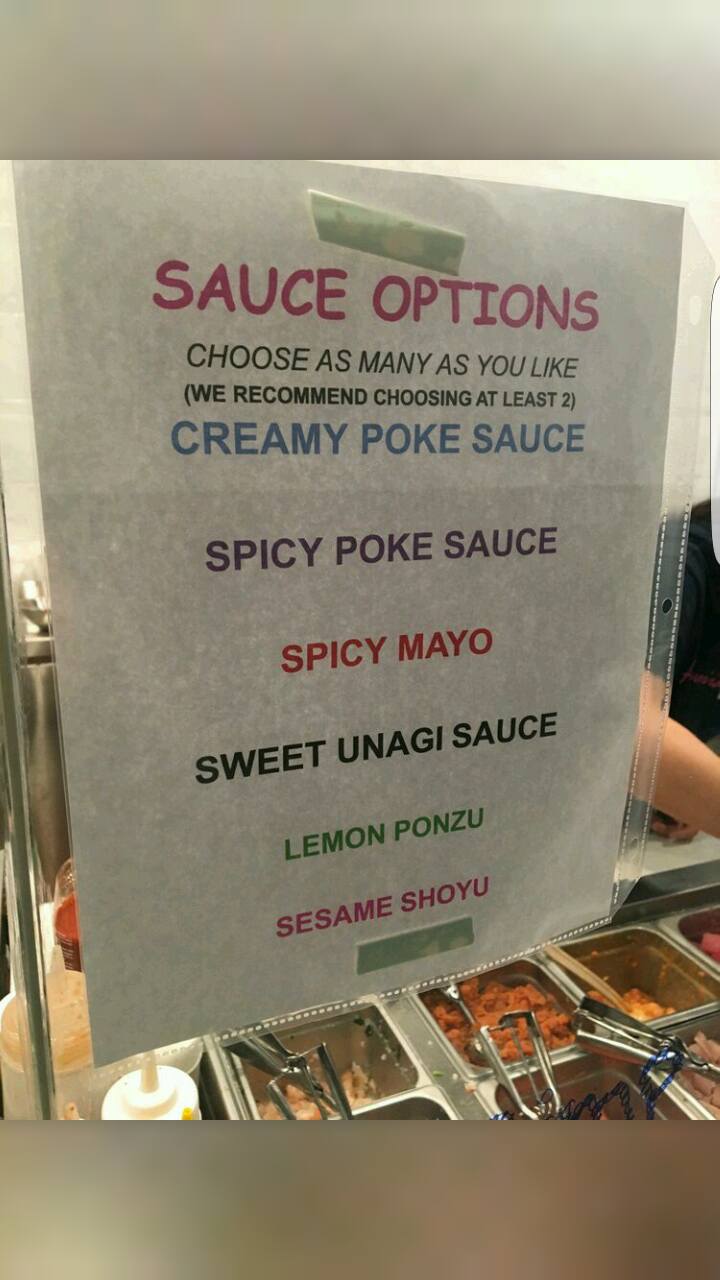 SAUCE OPTIONS
CHOOSE AS MANY AS YOU LIKE
(WE RECOMMEND CHOOSING AT LEAST 2)
CREAMY POKE SAUCE
SPICY POKE SAUCE
SPICY MAYO
SWEET UNAGI SAUCE
LEMON PONZU
SESAME SHOYU